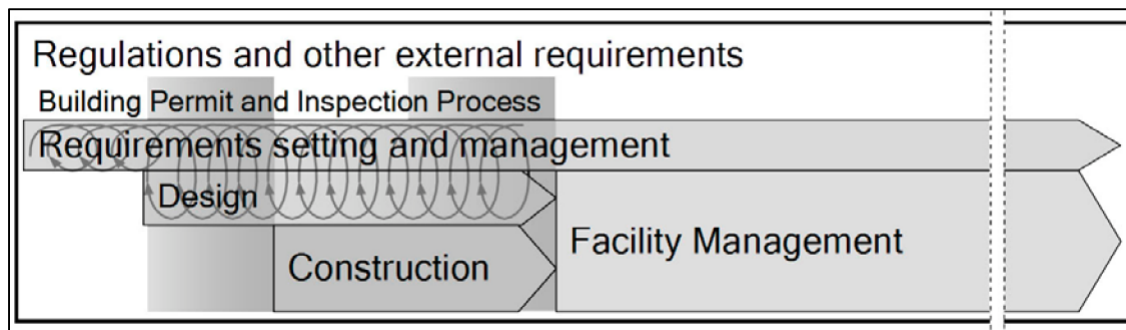 Regulations and other external requirements
Building Permit and Inspection Process
Requirements setting and management
Design
Facility Management
Construction